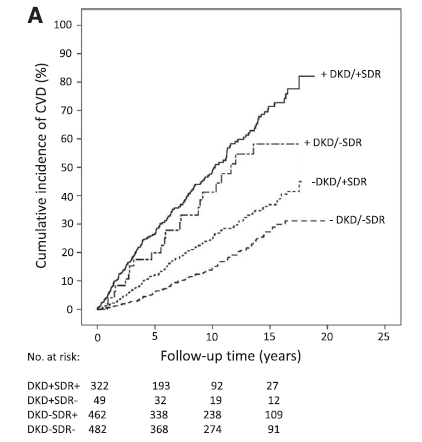 A
Cumulative incidence of CVD (%)
100
90
80
70
60
50
40
30
20
10
0
+ DKD/+SDR
+ DKD/-SDR
-DKD/+SDR
- DKD/-SDR
0 5 10 15 20 25
No. at risk: Follow-up time (years)
DKD+SDR+ 322 193 92 27
DKD+SDR- 49 32 19 12
DKD-SDR+ 462 338 238 109
DKD-SDR- 482 368 274 91